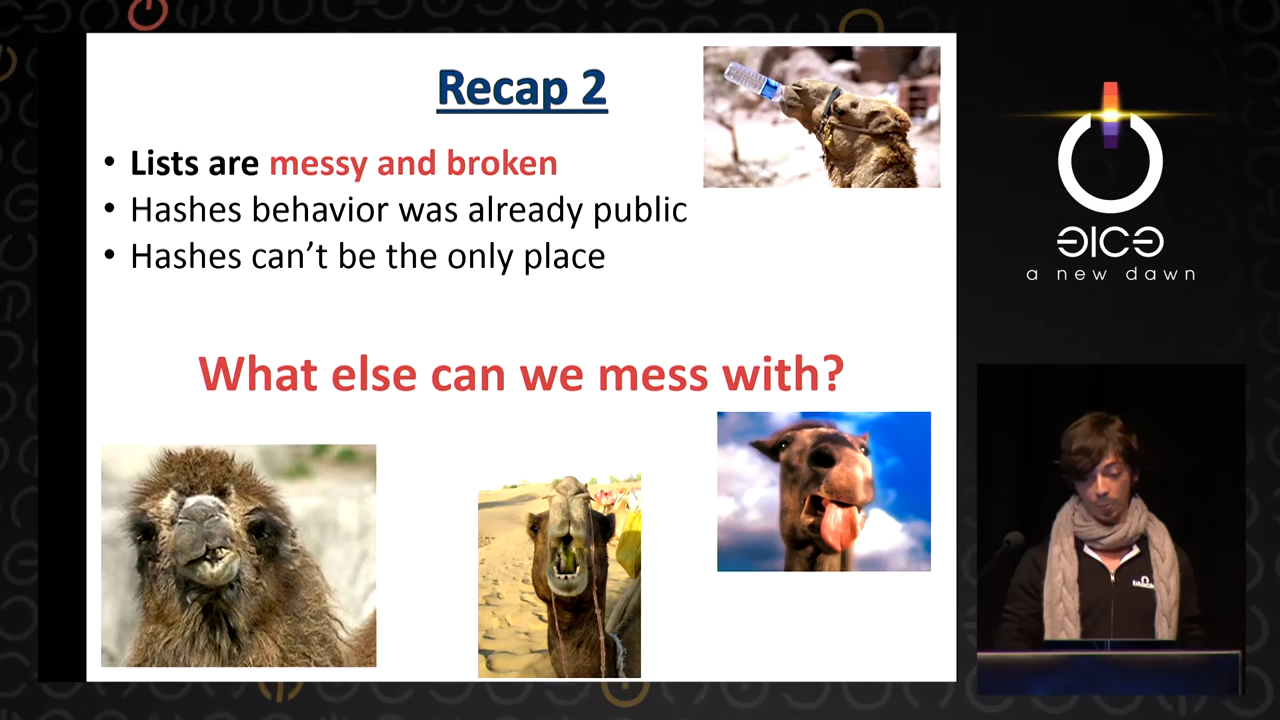 Recap 2
• Lists are messy and broken
• Hashes behavior was already public
• Hashes can't be the only place
What else can we mess with?
a new dawn